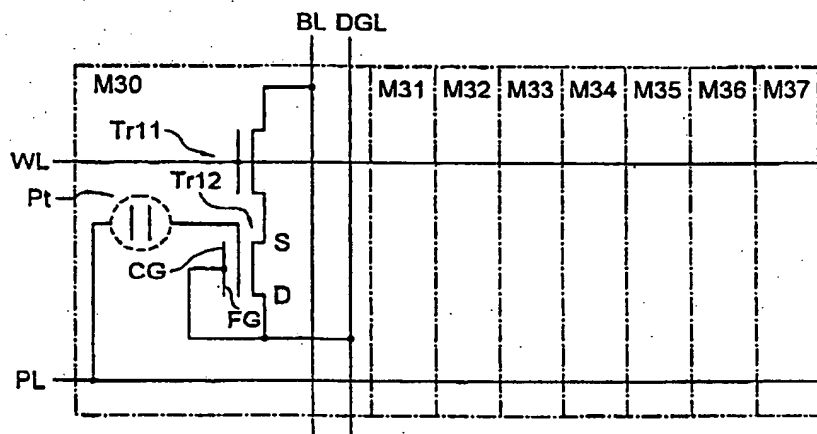 BL DGL
M30 M31 M32 M33 M34 M35 M36 M37
Tr11
WL
Tr12
Pt
S
CG
D
FG
PL